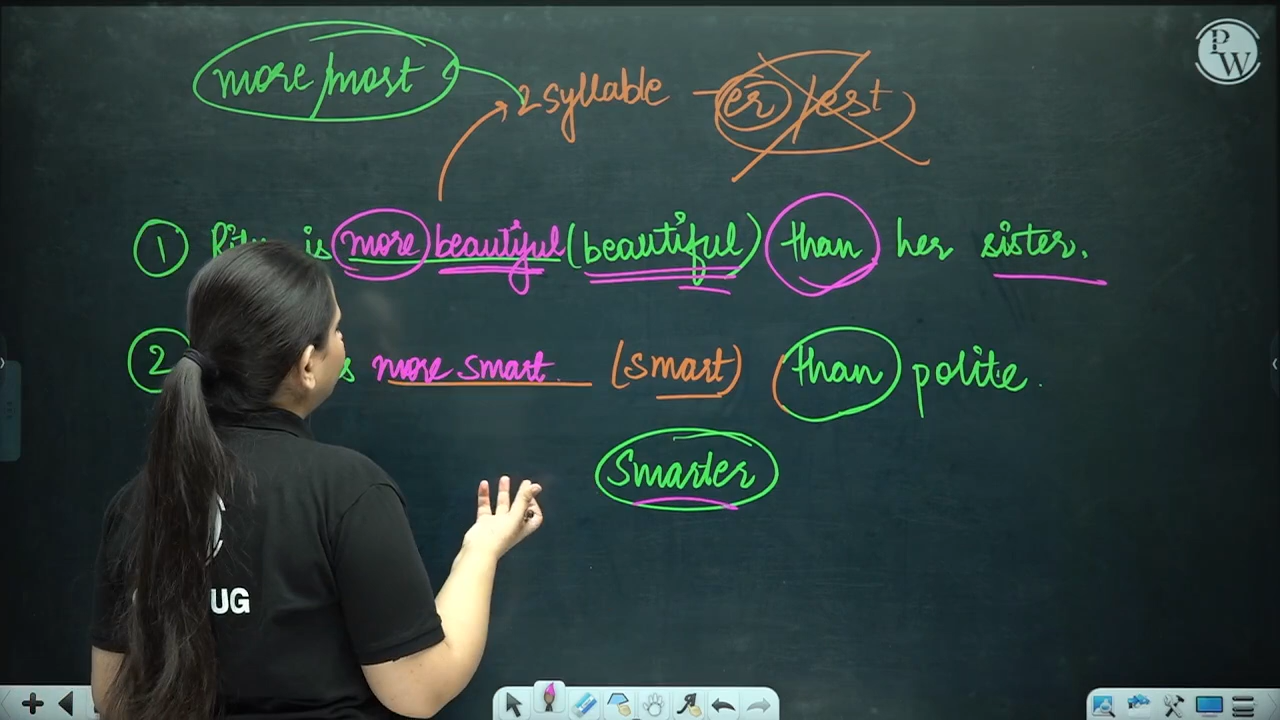 more/most 2 syllable - er/est
PW
1 is more beautiful (beautiful) than her sister.
2 s more smart. (smart) than polite.
Smarter
UG